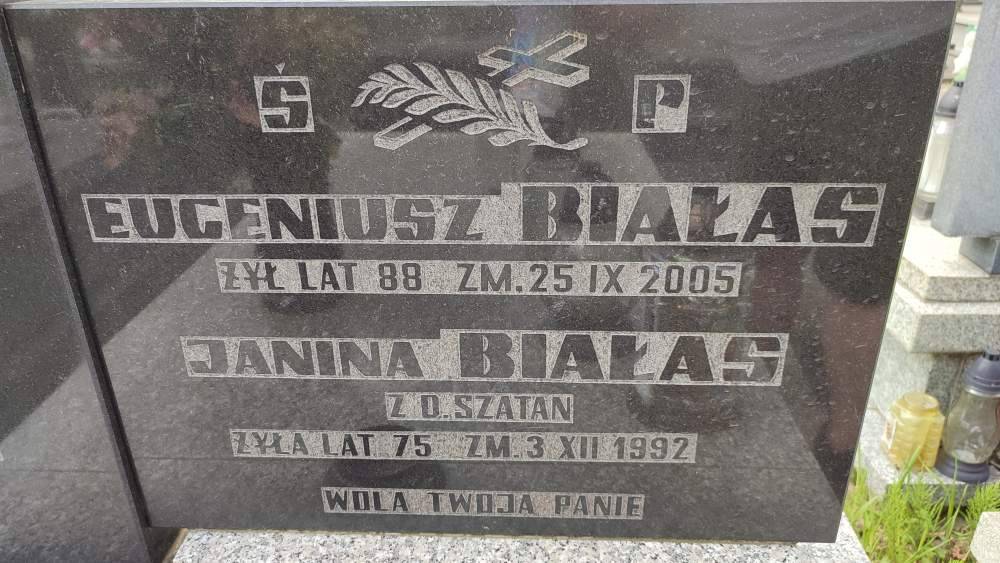 Ś P
EUGENIUSZ BIAŁAS
ŻYŁ LAT 88 ZM. 25 IX 2005
JANINA BIAŁAS
Z D. SZATAN
ŻYŁA LAT 75 ZM. 3 XII 1992
WOLA TWOJA PANIE